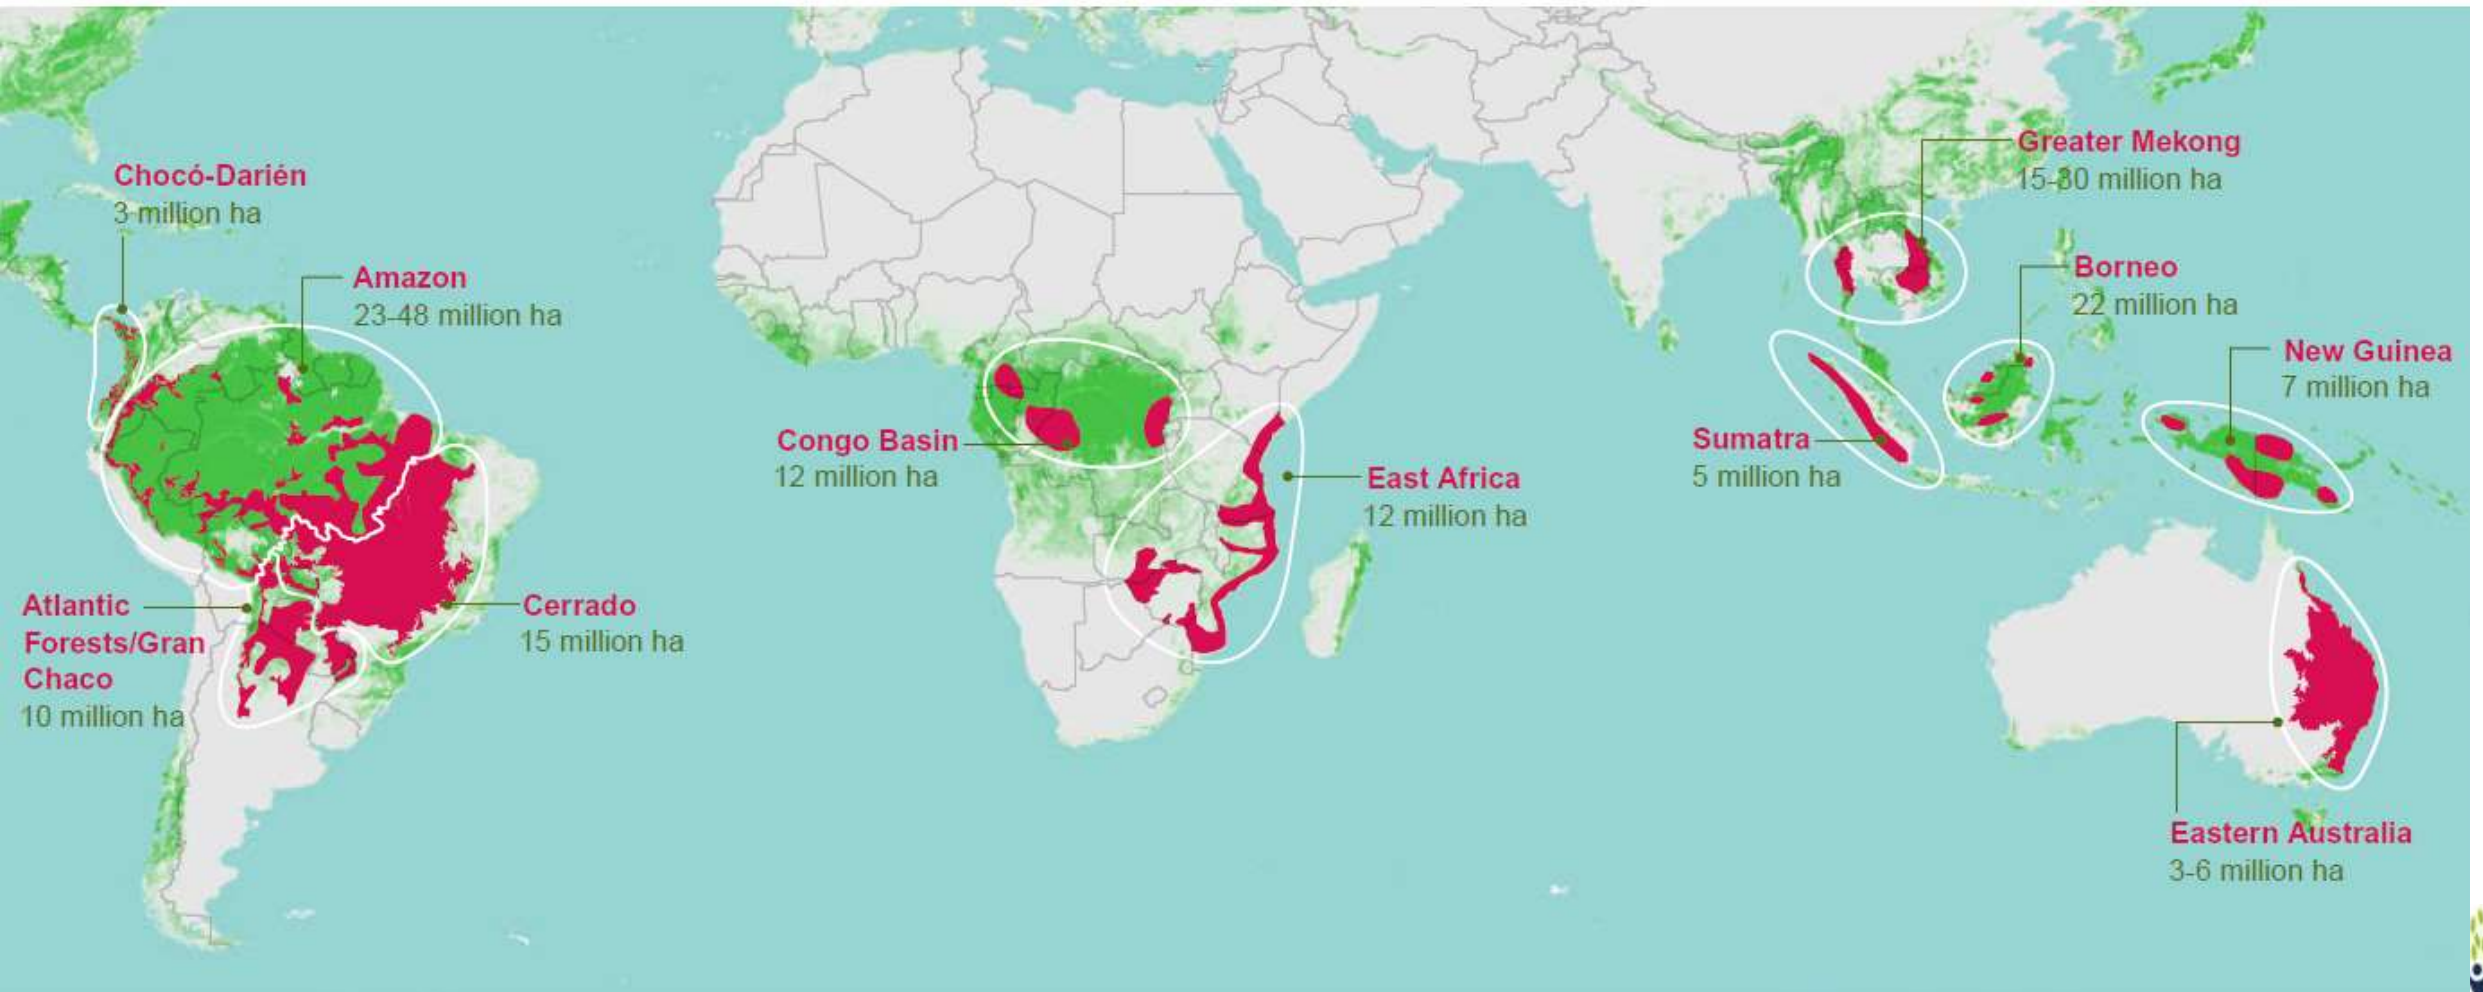 Chocó-Darién
3 million ha
Amazon
23-48 million ha
Atlantic
Forests/Gran
Chaco
10 million ha
Cerrado
15 million ha
Congo Basin
12 million ha
East Africa
12 million ha
Greater Mekong
15-30 million ha
Borneo
22 million ha
New Guinea
7 million ha
Sumatra
5 million ha
Eastern Australia
3-6 million ha